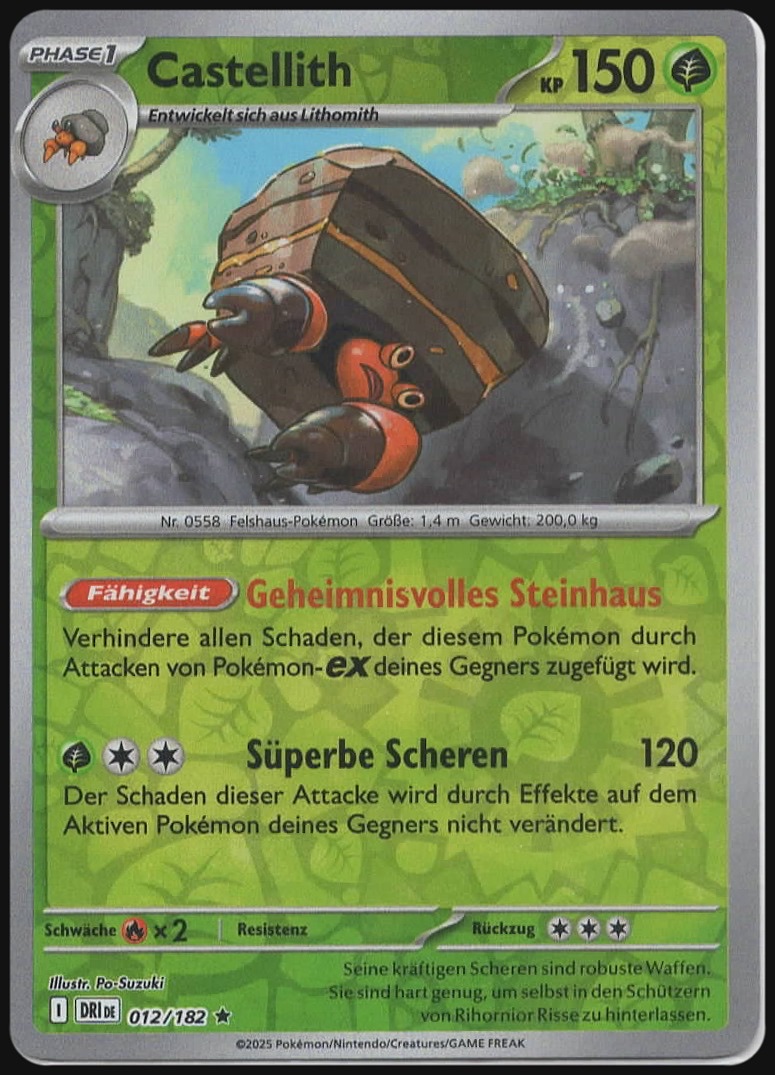 PHASE1
Castellith
KP 150
Entwickelt sich aus Lithomith
Nr. 0558 Felshaus-Pokémon Größe: 1,4 m Gewicht: 200,0 kg
Fähigkeit Geheimnisvolles Steinhaus
Verhindere allen Schaden, der diesem Pokémon durch
Attacken von Pokémon-ex deines Gegners zugefügt wird.
Süperbe Scheren 120
Der Schaden dieser Attacke wird durch Effekte auf dem
Aktiven Pokémon deines Gegners nicht verändert.
Schwäche ×2 Resistenz Rückzug
Illustr. Po-Suzuki
I DRI DE 012/182 ★
Seine kräftigen Scheren sind robuste Waffen.
Sie sind hart genug, um selbst in den Schützern
von Rihornior Risse zu hinterlassen.
©2025 Pokémon/Nintendo/Creatures/GAME FREAK